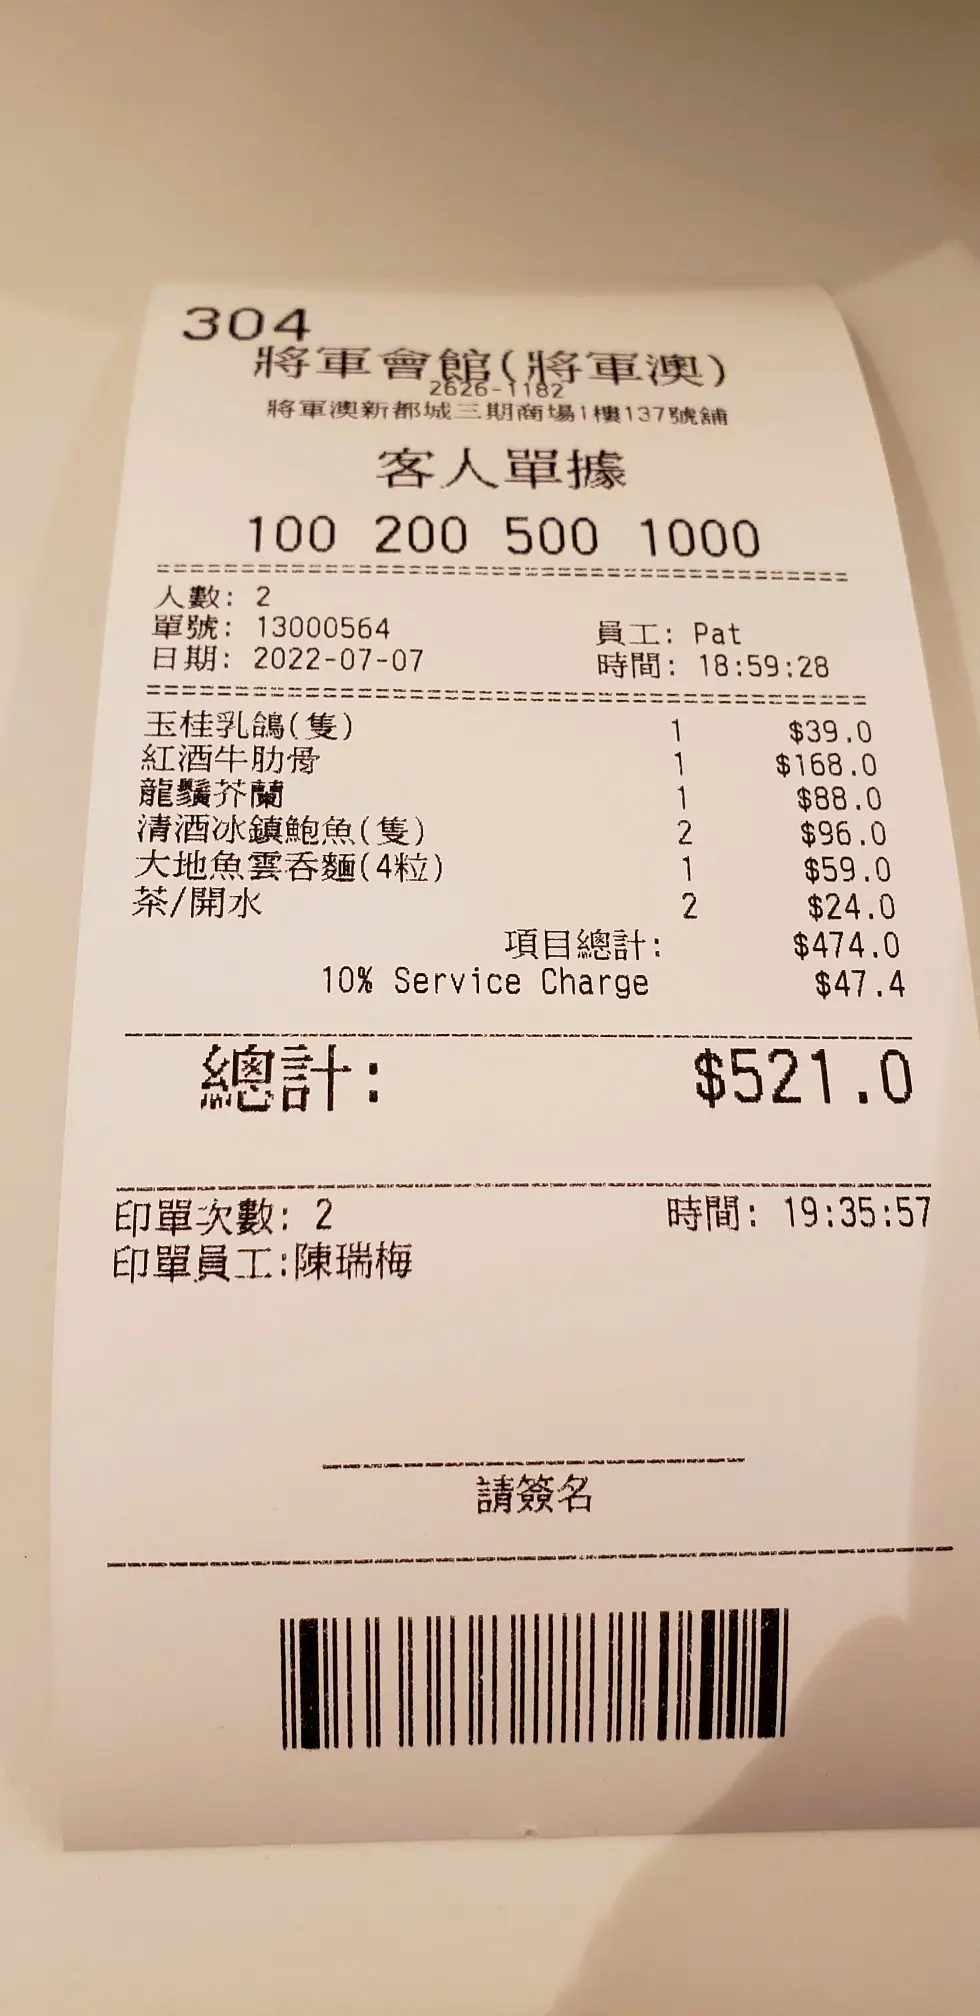 304
將軍會館(將軍澳)
2626-1182
將軍澳新都城三期商場1樓137號舖
客人單據
100 200 500 1000
人數: 2
單號: 13000564 員工: Pat
日期: 2022-07-07 時間: 18:59:28
玉桂乳鴿(隻) 1 $39.0
紅酒牛肋骨 1 $168.0
龍鬚芥蘭 1 $88.0
清酒冰鎮鮑魚(隻) 2 $96.0
大地魚雲吞麵(4粒) 1 $59.0
茶/開水 2 $24.0
項目總計: $474.0
10% Service Charge $47.4
總計: $521.0
印單次數: 2 時間: 19:35:57
印單員工:陳瑞梅
請簽名